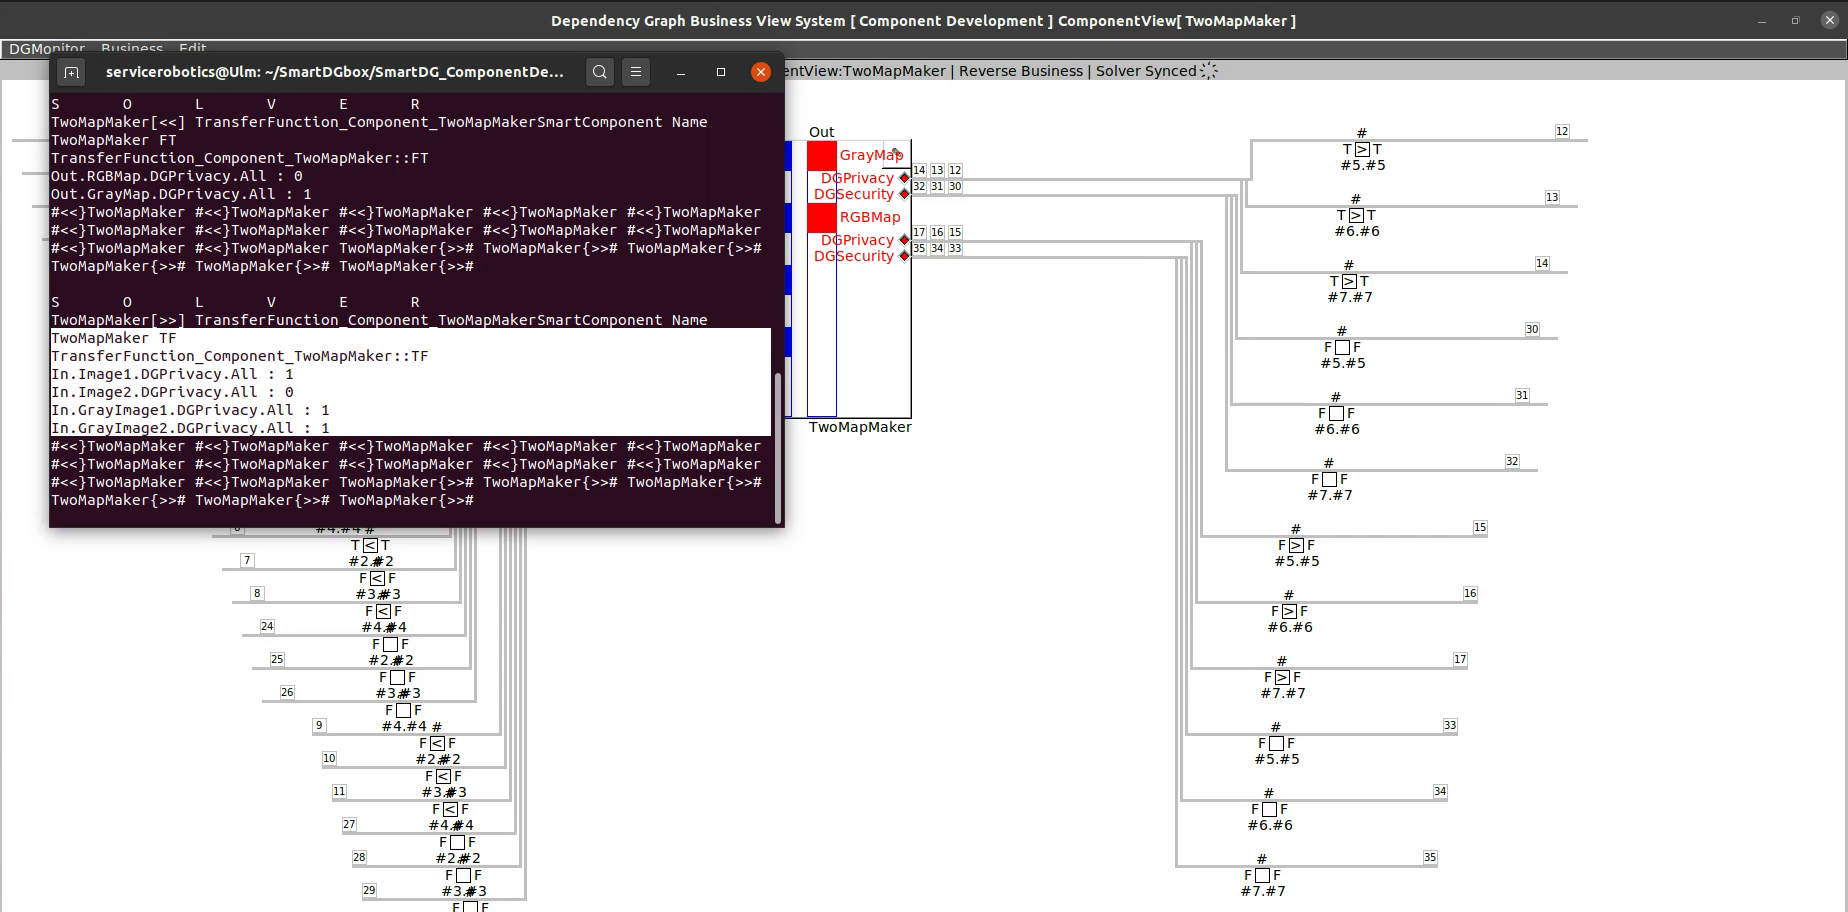 Dependency Graph Business View System [ Component Development ] ComponentView[ TwoMapMaker ]
DGMonitor Business Edit
servicerobotics@Ulm: ~/SmartDGbox/SmartDG_ComponentDe...
entView:TwoMapMaker | Reverse Business | Solver Synced
S O L V E R
TwoMapMaker[<<] TransferFunction_Component_TwoMapMakerSmartComponent Name
TwoMapMaker FT
TransferFunction_Component_TwoMapMaker::FT
Out.RGBMap.DGPrivacy.All : 0
Out.GrayMap.DGPrivacy.All : 1
#<<}TwoMapMaker #<<}TwoMapMaker #<<}TwoMapMaker #<<}TwoMapMaker #<<}TwoMapMaker
#<<}TwoMapMaker #<<}TwoMapMaker #<<}TwoMapMaker #<<}TwoMapMaker #<<}TwoMapMaker
#<<}TwoMapMaker #<<}TwoMapMaker TwoMapMaker{>># TwoMapMaker{>># TwoMapMaker{>>#
TwoMapMaker{>># TwoMapMaker{>># TwoMapMaker{>>#
S O L V E R
TwoMapMaker[>>] TransferFunction_Component_TwoMapMakerSmartComponent Name
TwoMapMaker TF
TransferFunction_Component_TwoMapMaker::TF
In.Image1.DGPrivacy.All : 1
In.Image2.DGPrivacy.All : 0
In.GrayImage1.DGPrivacy.All : 1
In.GrayImage2.DGPrivacy.All : 1
#<<}TwoMapMaker #<<}TwoMapMaker #<<}TwoMapMaker #<<}TwoMapMaker #<<}TwoMapMaker
#<<}TwoMapMaker #<<}TwoMapMaker #<<}TwoMapMaker #<<}TwoMapMaker #<<}TwoMapMaker
#<<}TwoMapMaker #<<}TwoMapMaker TwoMapMaker{>># TwoMapMaker{>># TwoMapMaker{>>#
TwoMapMaker{>># TwoMapMaker{>># TwoMapMaker{>>#
Out
GrayMap
DGPrivacy 14 13 12
DGSecurity 32 31 30
RGBMap
DGPrivacy 17 16 15
DGSecurity 35 34 33
TwoMapMaker
# 12
T > T
#5.#5
# 13
T > T
#6.#6
# 14
T > T
#7.#7
# 30
F F
#5.#5
# 31
F F
#6.#6
# 32
F F
#7.#7
# 15
F > F
#5.#5
# 16
F > F
#6.#6
# 17
F > F
#7.#7
# 33
F F
#5.#5
# 34
F F
#6.#6
# 35
F F
#7.#7
6 #4.#4 #
T < T
7 #2.#2 #
F < F
8 #3.#3 #
F < F
24 #4.#4 #
F F
25 #2.#2 #
F F
26 #3.#3 #
F F
9 #4.#4 #
F < F
10 #2.#2 #
F < F
11 #3.#3 #
F < F
27 #4.#4 #
F F
28 #2.#2 #
F F
29 #3.#3 #
F F